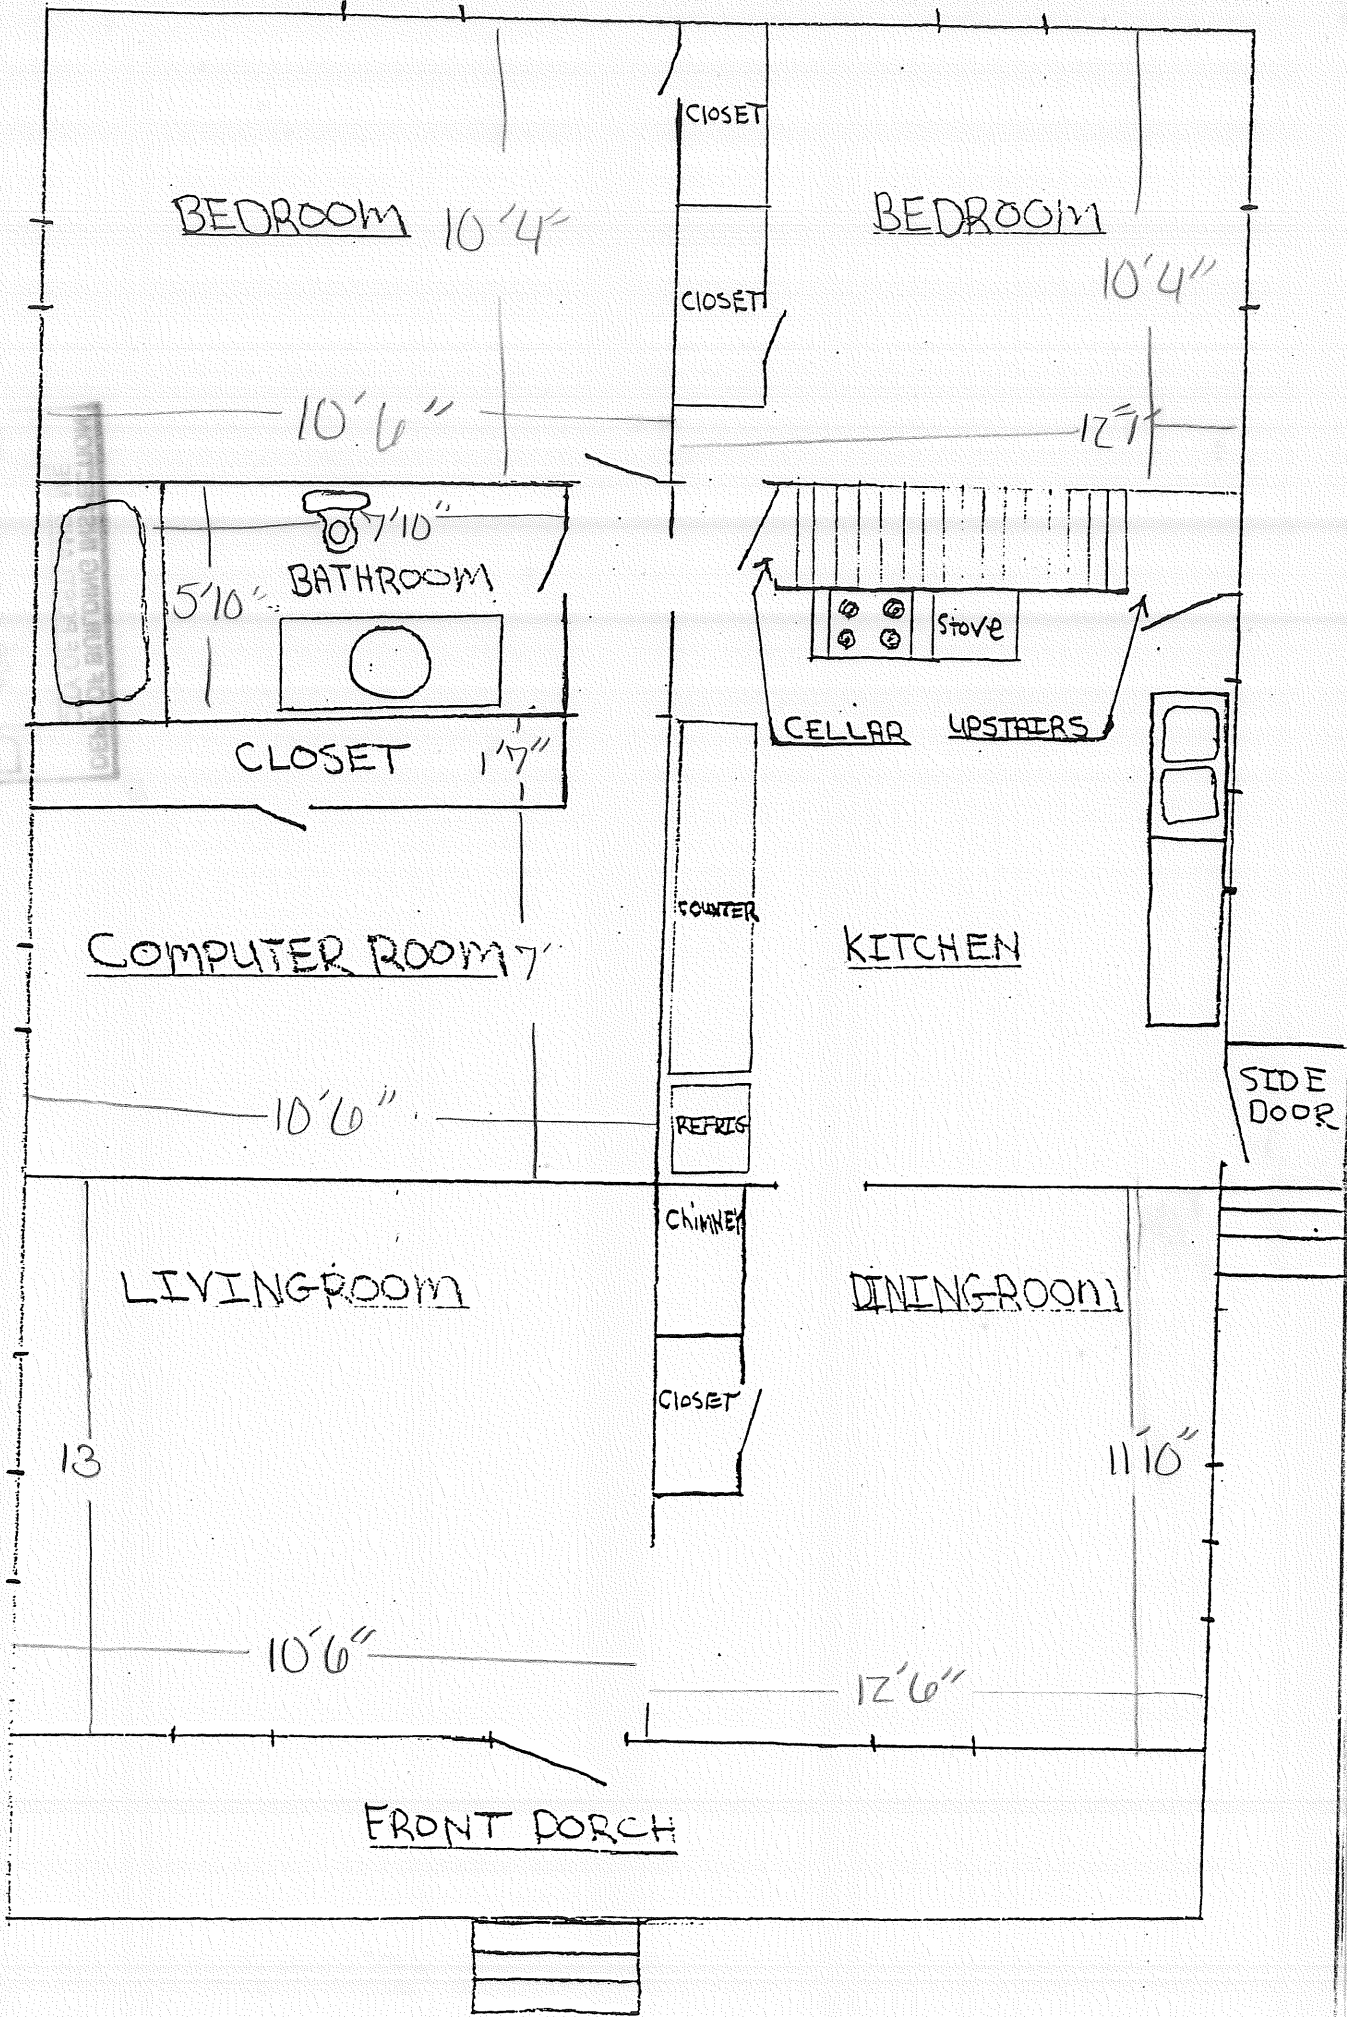 CLOSET
BEDROOM
10'4"
BEDROOM
10'4"
CLOSET
10'6"
7'10"
BATHROOM
5'10"
Stove
CELLAR
UPSTAIRS
CLOSET
1'7"
COUNTER
COMPUTER ROOM
7'
KITCHEN
SIDE
DOOR
10'6"
REFRIG
CHIMNEY
LIVINGROOM
DININGROOM
CLOSET
13
11'10"
10'6"
12'6"
FRONT PORCH